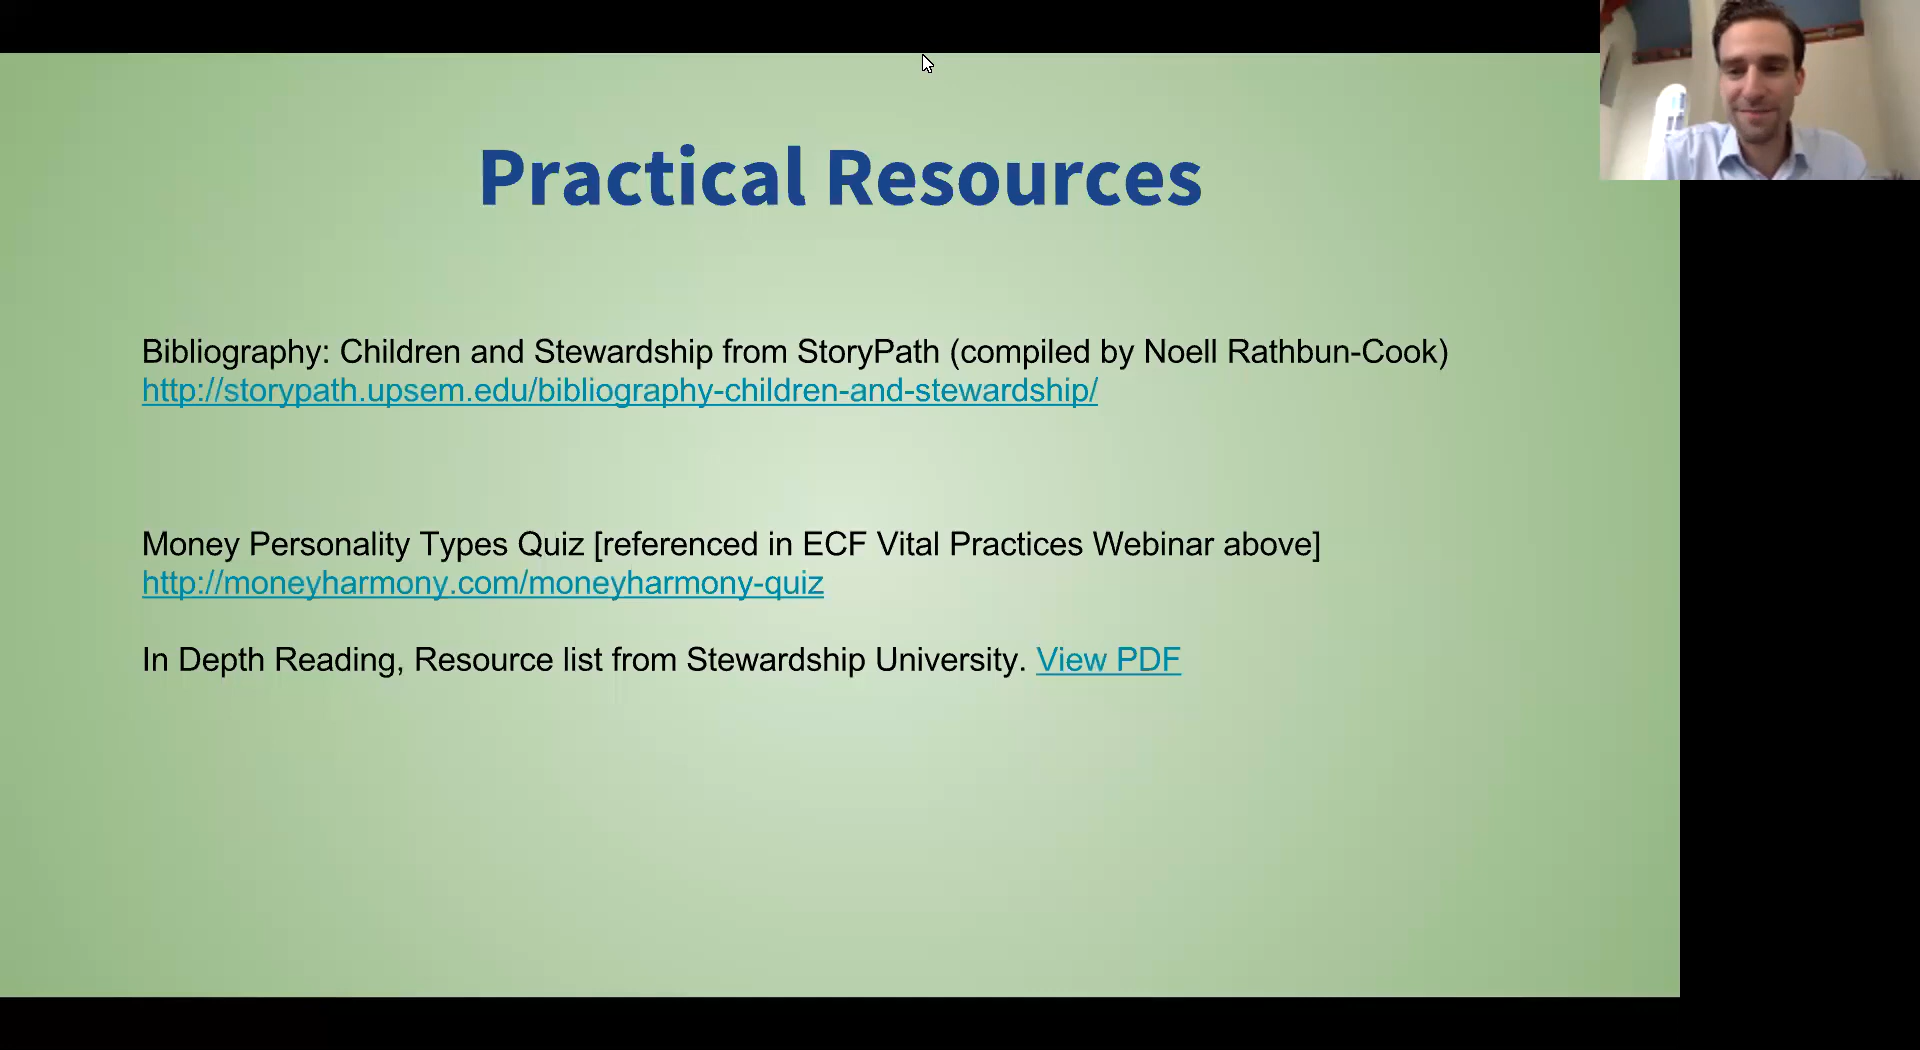 Practical Resources
Bibliography: Children and Stewardship from StoryPath (compiled by Noell Rathbun-Cook)
http://storypath.upsem.edu/bibliography-children-and-stewardship/
Money Personality Types Quiz [referenced in ECF Vital Practices Webinar above]
http://moneyharmony.com/moneyharmony-quiz
In Depth Reading, Resource list from Stewardship University. View PDF